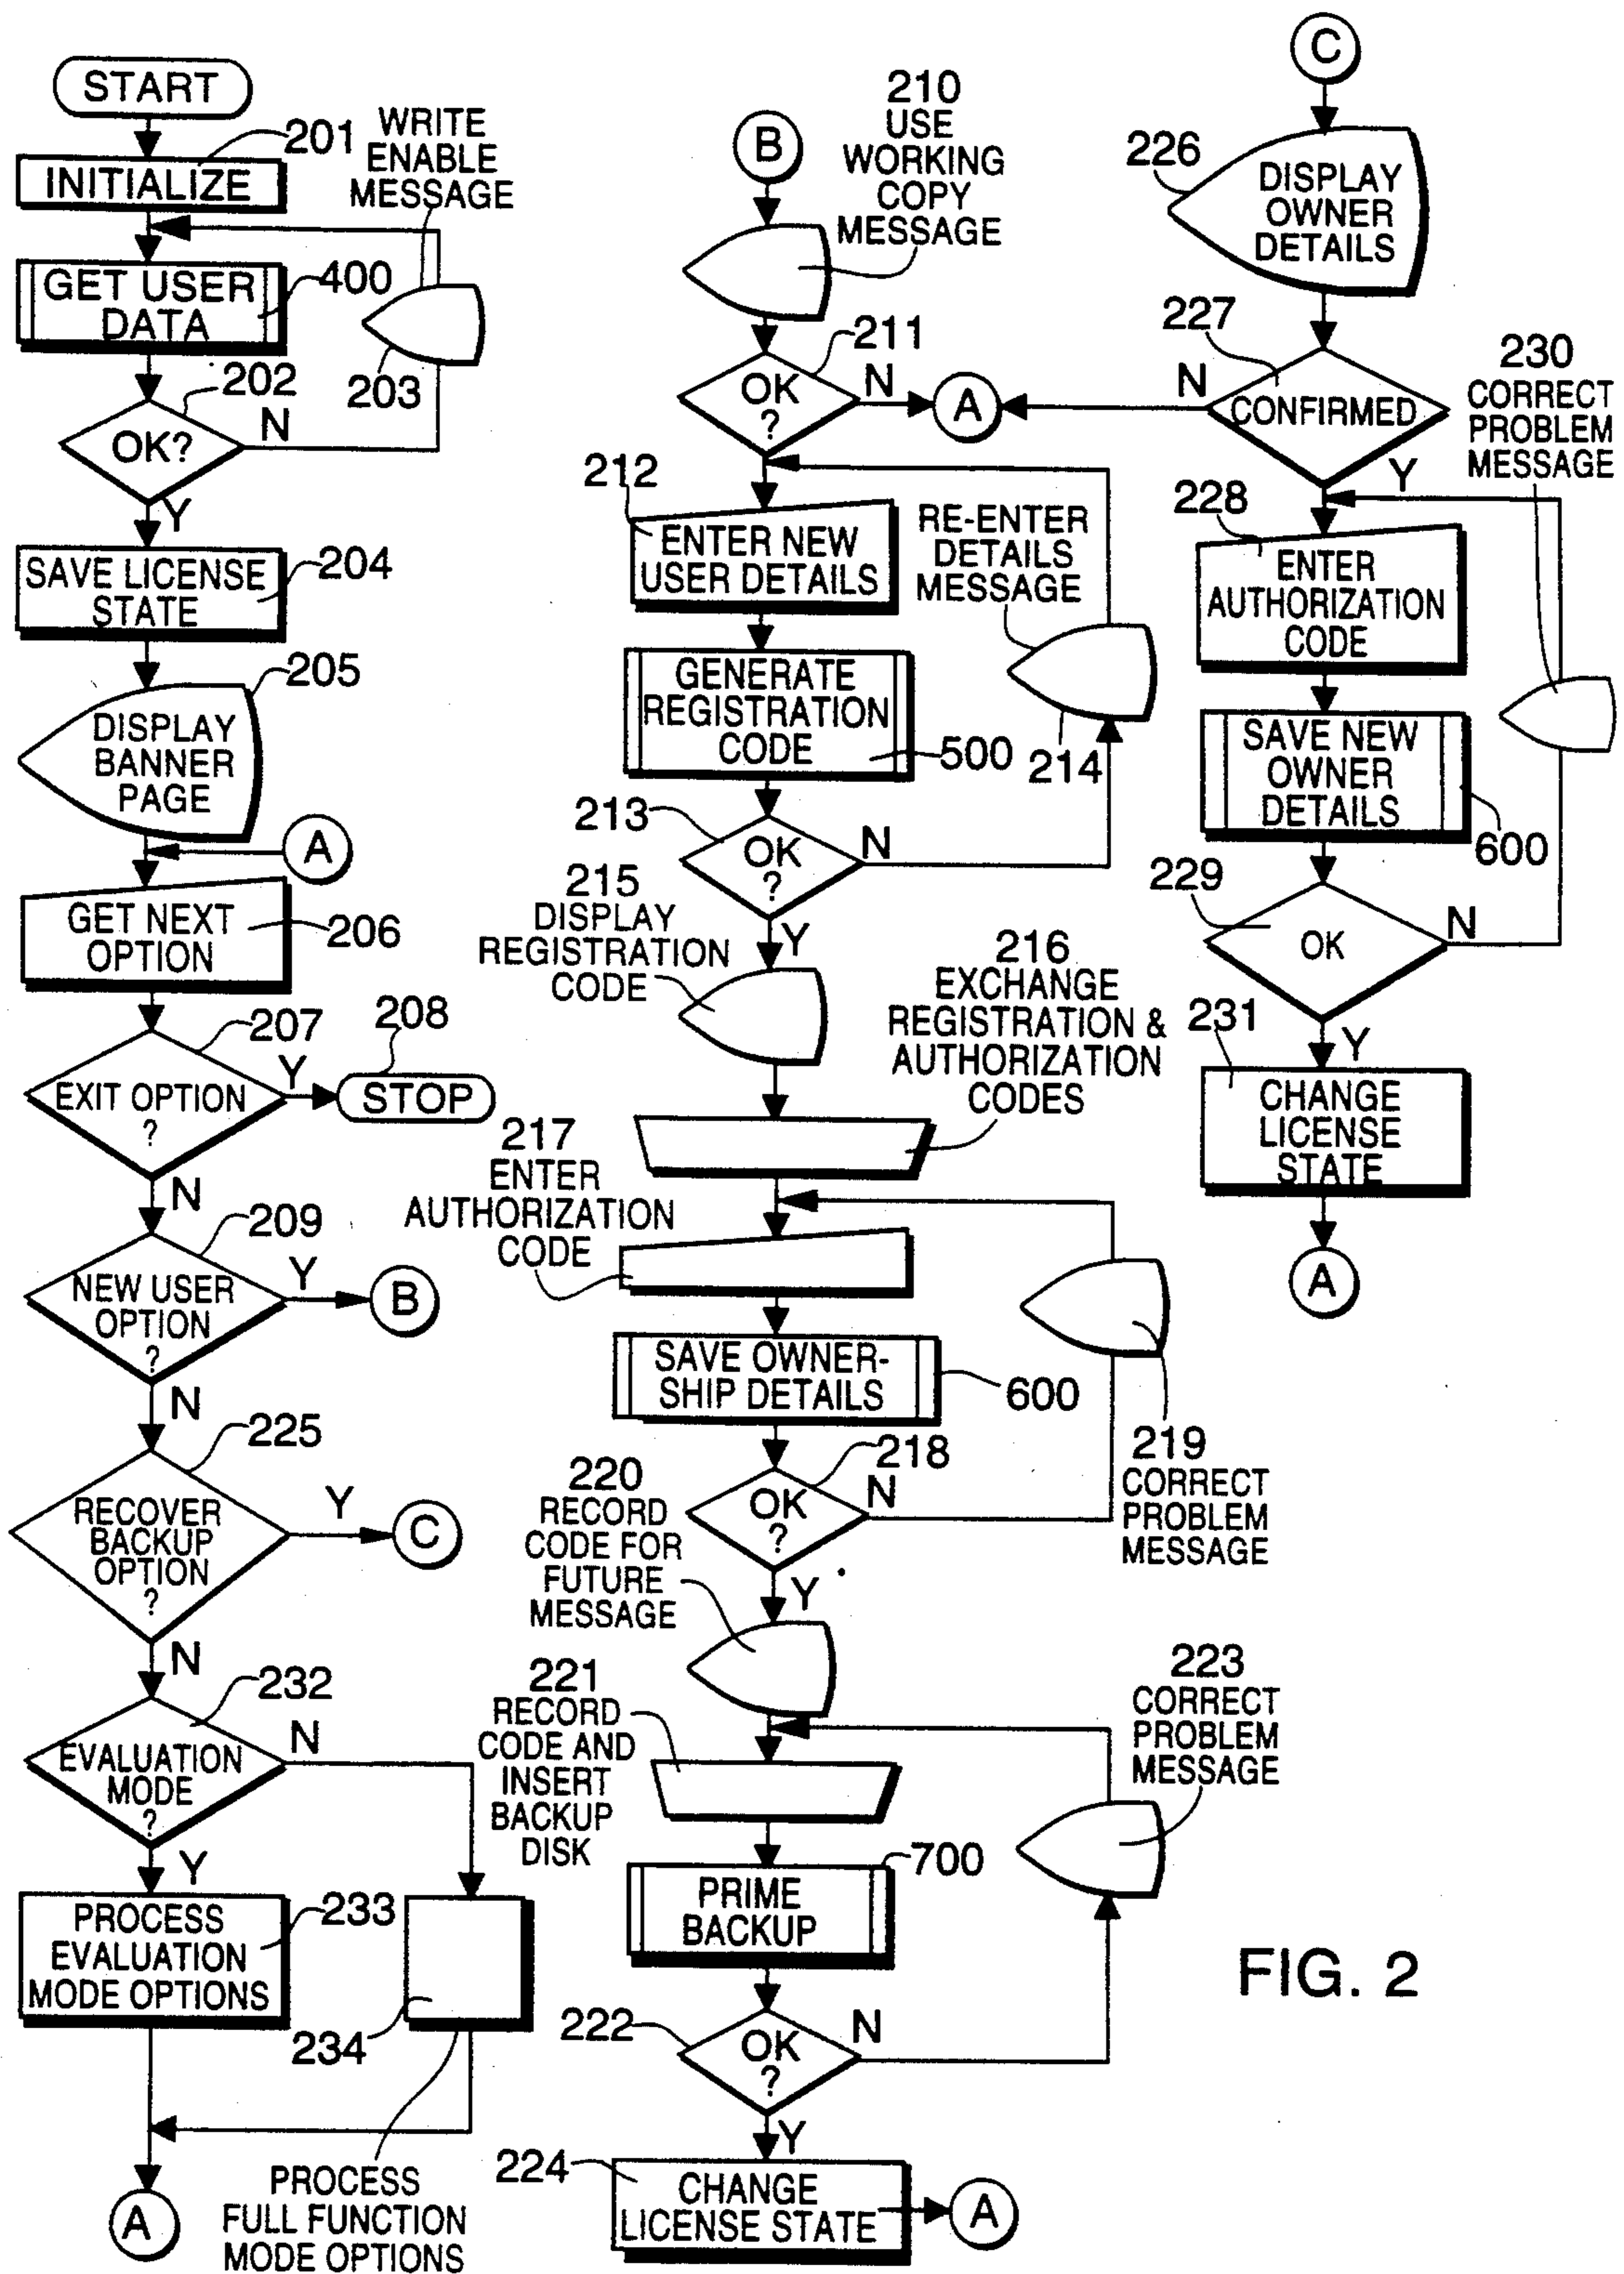 START
201
INITIALIZE
WRITE
ENABLE
MESSAGE
GET USER
DATA
400
203
202
OK?
N
Y
SAVE LICENSE
STATE
204
205
DISPLAY
BANNER
PAGE
A
GET NEXT
OPTION
206
207
208
EXIT OPTION
?
Y
STOP
N
209
NEW USER
OPTION
?
Y
B
N
225
RECOVER
BACKUP
OPTION
?
Y
C
N
232
EVALUATION
MODE
?
N
Y
PROCESS
EVALUATION
MODE OPTIONS
233
234
PROCESS
FULL FUNCTION
MODE OPTIONS
A
B
210
USE
WORKING
COPY
MESSAGE
211
OK
?
N
A
212
ENTER NEW
USER DETAILS
RE-ENTER
DETAILS
MESSAGE
GENERATE
REGISTRATION
CODE
500
214
213
OK
?
N
Y
215
DISPLAY
REGISTRATION
CODE
216
EXCHANGE
REGISTRATION &
AUTHORIZATION
CODES
217
ENTER
AUTHORIZATION
CODE
SAVE OWNER-
SHIP DETAILS
600
218
OK
?
N
Y
219
CORRECT
PROBLEM
MESSAGE
220
RECORD
CODE FOR
FUTURE
MESSAGE
221
RECORD
CODE AND
INSERT
BACKUP
DISK
223
CORRECT
PROBLEM
MESSAGE
700
PRIME
BACKUP
222
OK
?
N
Y
224
CHANGE
LICENSE STATE
A
C
226
DISPLAY
OWNER
DETAILS
227
N
CONFIRMED
Y
230
CORRECT
PROBLEM
MESSAGE
228
ENTER
AUTHORIZATION
CODE
SAVE NEW
OWNER
DETAILS
600
229
OK
N
Y
231
CHANGE
LICENSE
STATE
A
FIG. 2